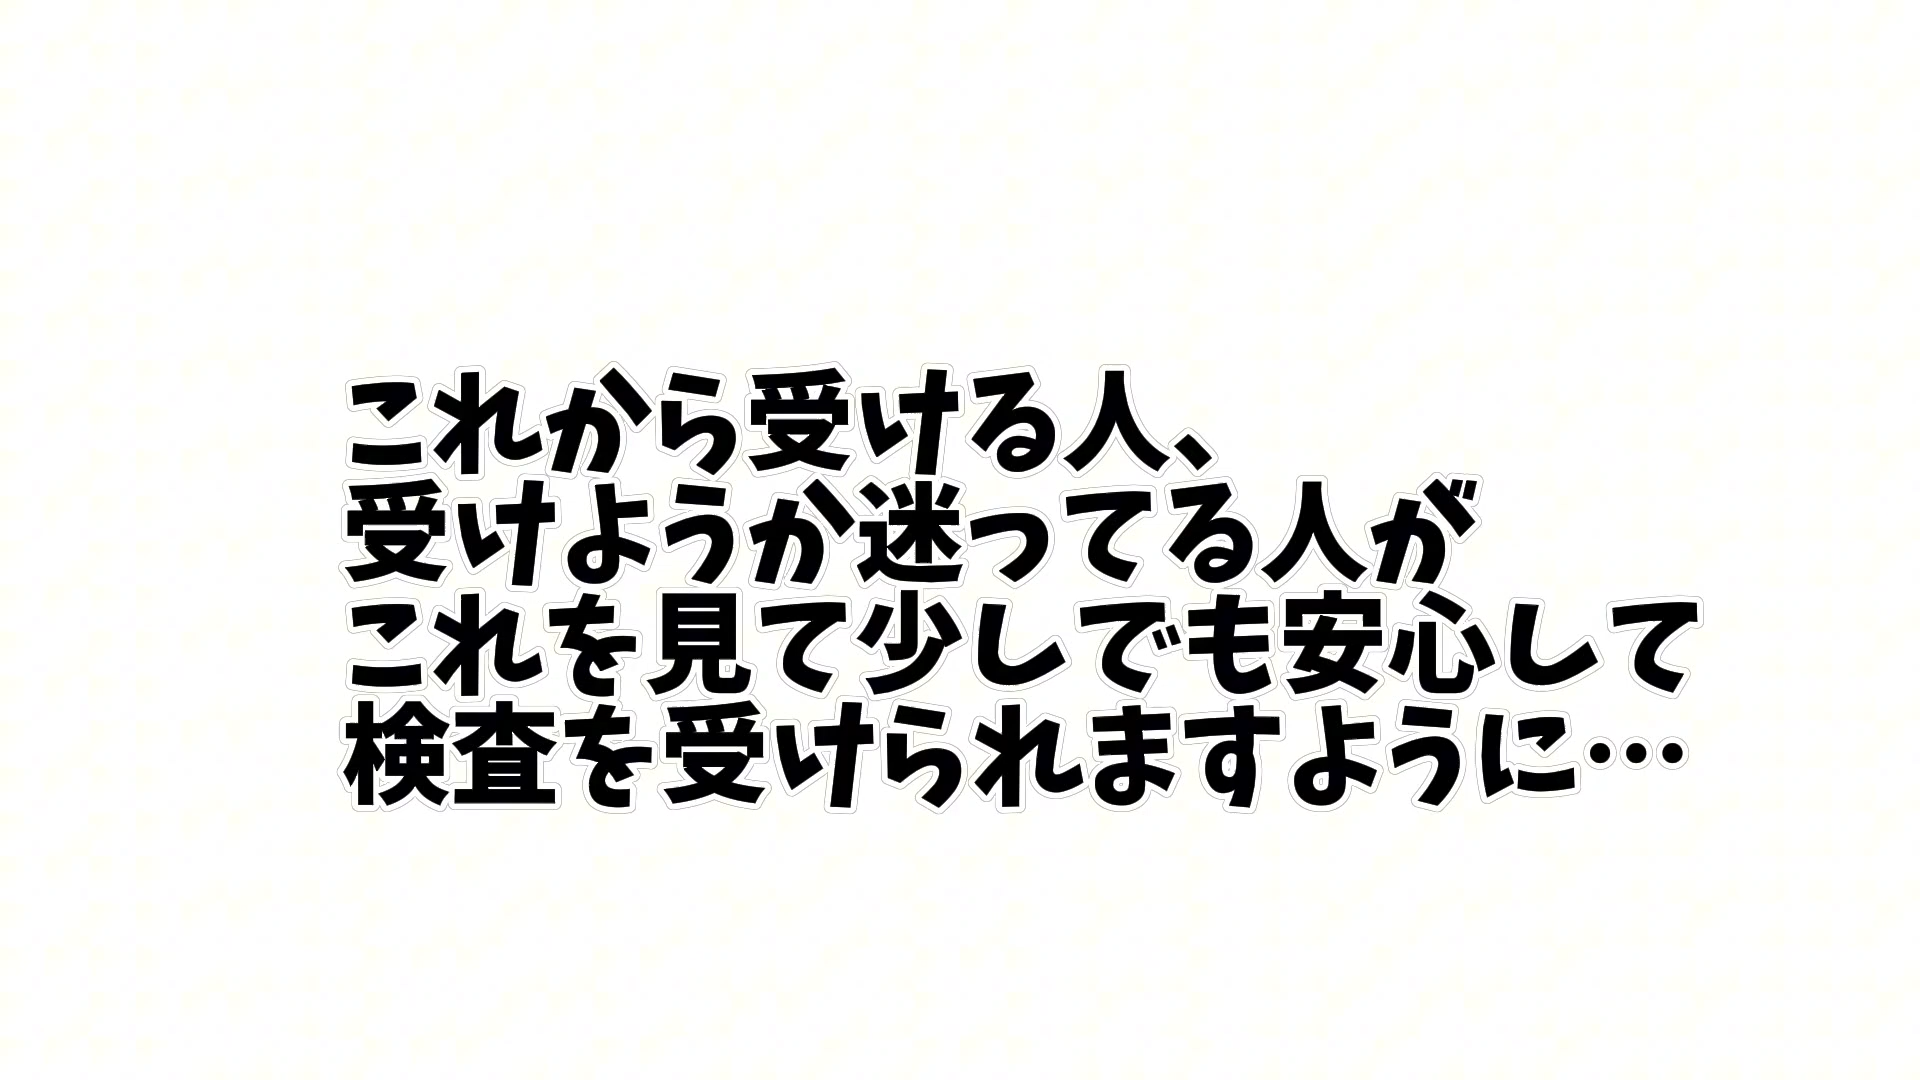 これから受ける人、
受けようか迷ってる人が
これを見て少しでも安心して
検査を受けられますように…